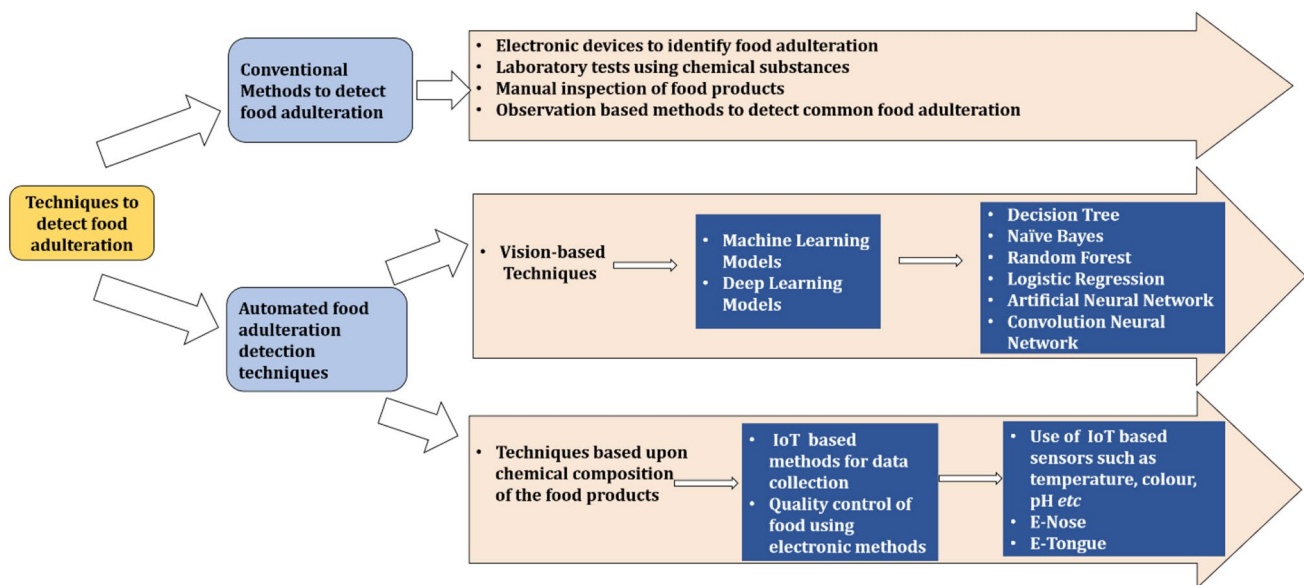 Techniques to
detect food
adulteration
Conventional
Methods to detect
food adulteration
• Electronic devices to identify food adulteration
• Laboratory tests using chemical substances
• Manual inspection of food products
• Observation based methods to detect common food adulteration
Automated food
adulteration
detection
techniques
• Vision-based
Techniques
• Machine Learning
Models
• Deep Learning
Models
• Decision Tree
• Naïve Bayes
• Random Forest
• Logistic Regression
• Artificial Neural Network
• Convolution Neural
Network
• Techniques based upon
chemical composition
of the food products
• IoT based
methods for data
collection
• Quality control of
food using
electronic methods
• Use of IoT based
sensors such as
temperature, colour,
pH etc
• E-Nose
• E-Tongue